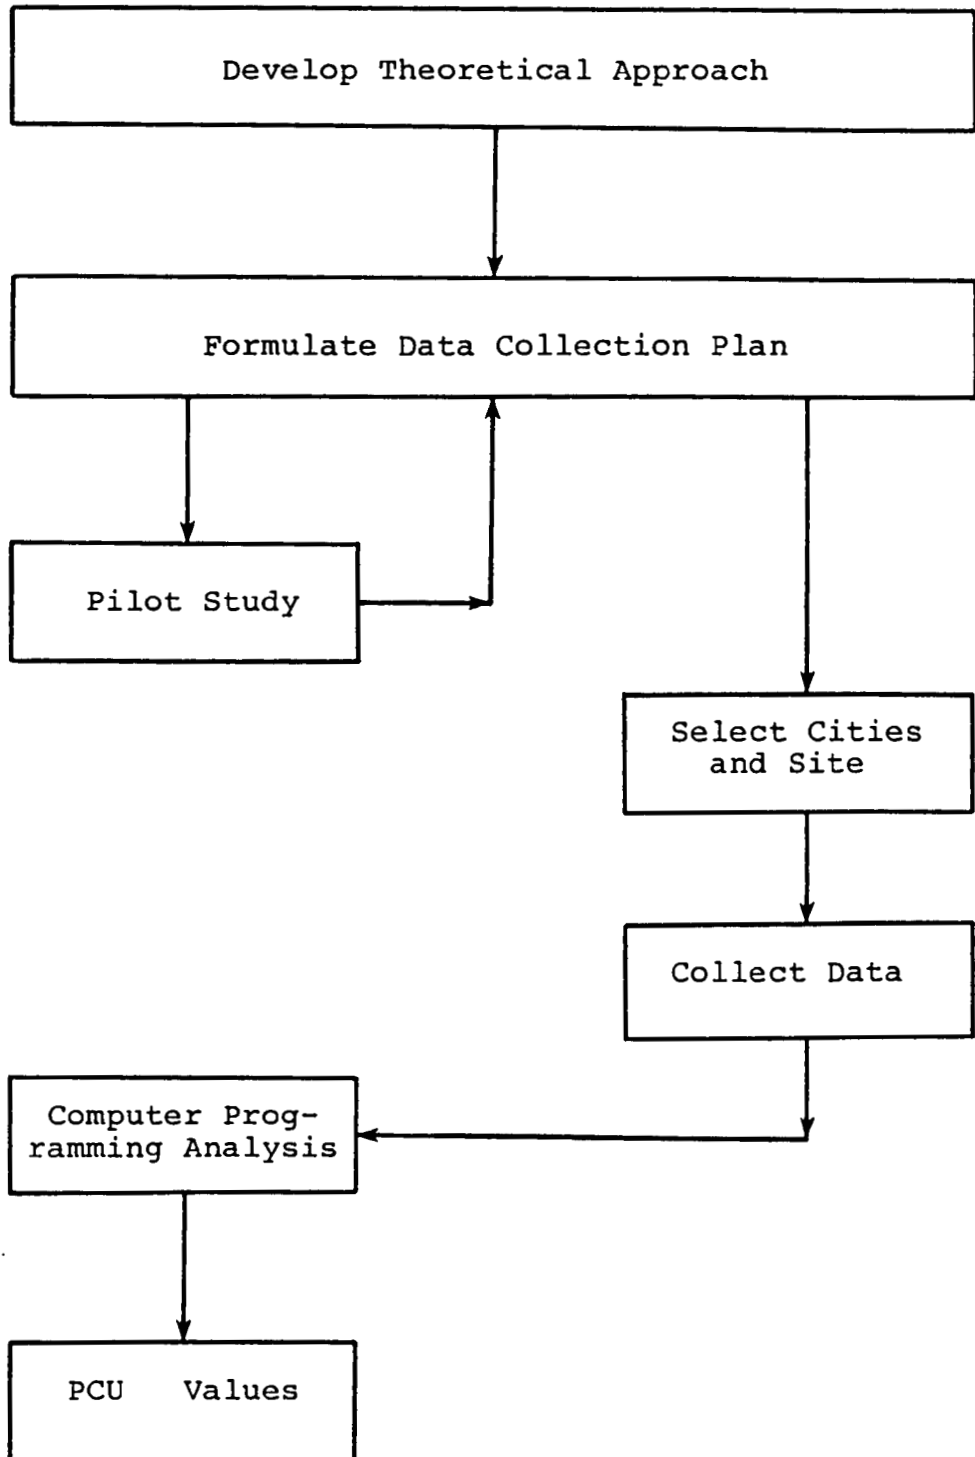 Develop Theoretical Approach
Formulate Data Collection Plan
Pilot Study
Select Cities
and Site
Collect Data
Computer Prog-
ramming Analysis
PCU Values